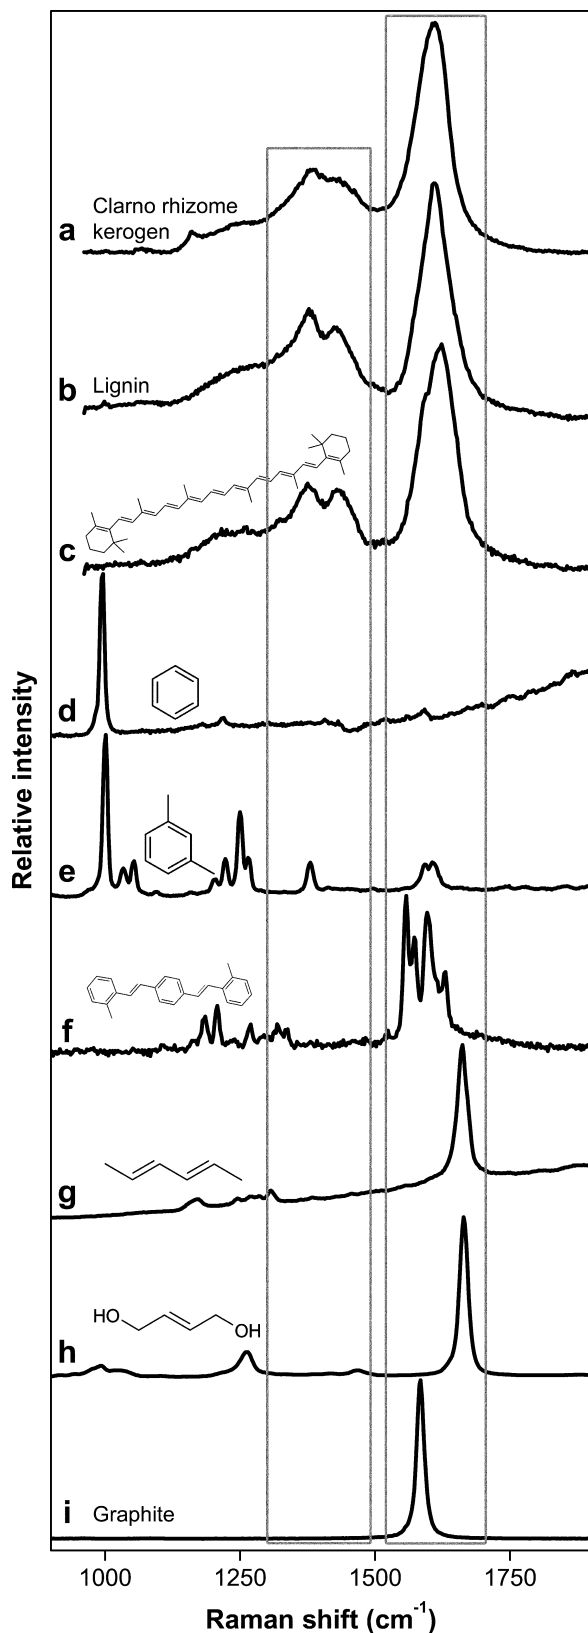 a Clarno rhizome
kerogen
b Lignin
c
d
e
f
g
HO
OH
h
i Graphite
Relative intensity
1000 1250 1500 1750
Raman shift (cm⁻¹)